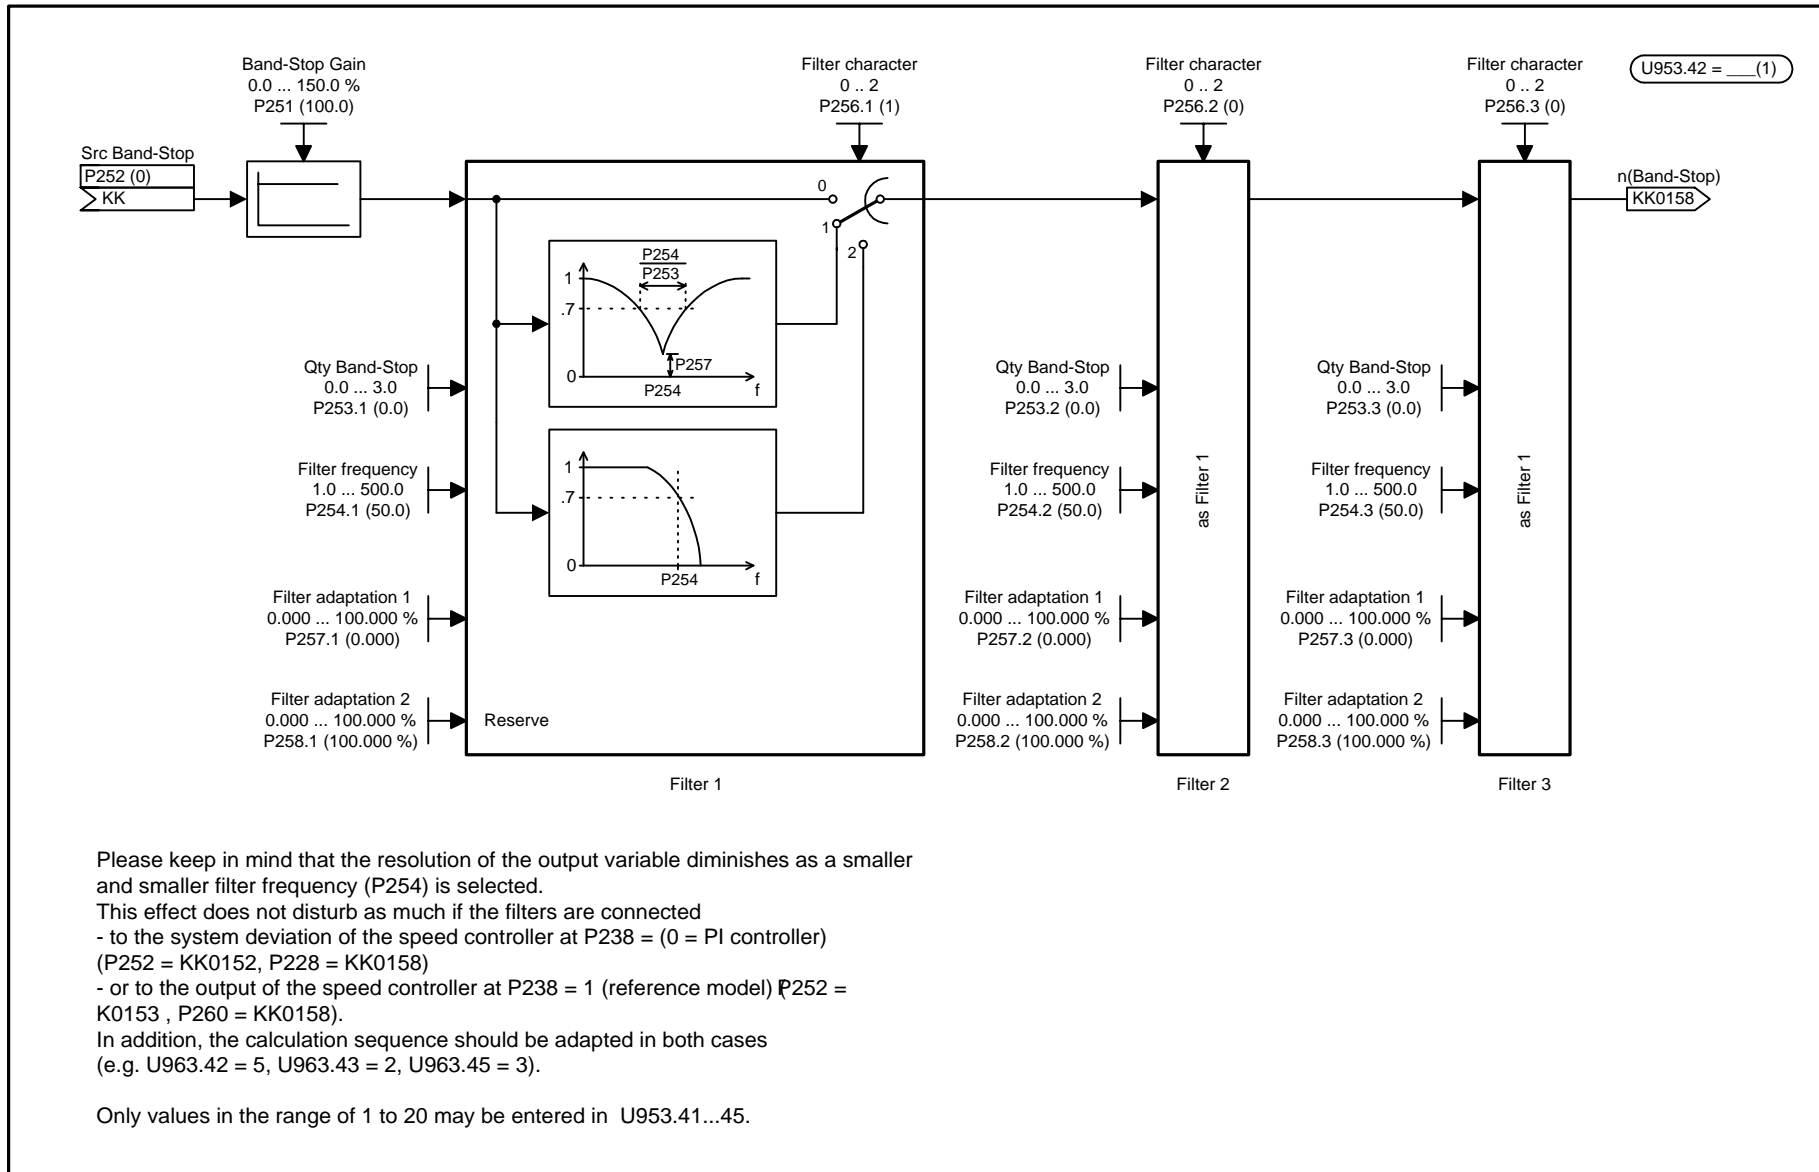 Band-Stop Gain
0.0 ... 150.0 %
P251 (100.0)
Filter character
0 .. 2
P256.1 (1)
Filter character
0 .. 2
P256.2 (0)
Filter character
0 .. 2
P256.3 (0)
U953.42 = ___(1)
Src Band-Stop
P252 (0)
KK
0
1
2
n(Band-Stop)
KK0158
P254
P253
1
.7
0
P257
P254
f
1
.7
0
P254
f
Qty Band-Stop
0.0 ... 3.0
P253.1 (0.0)
Filter frequency
1.0 ... 500.0
P254.1 (50.0)
Filter adaptation 1
0.000 ... 100.000 %
P257.1 (0.000)
Filter adaptation 2
0.000 ... 100.000 %
P258.1 (100.000 %)
Reserve
Filter 1
Qty Band-Stop
0.0 ... 3.0
P253.2 (0.0)
Filter frequency
1.0 ... 500.0
P254.2 (50.0)
Filter adaptation 1
0.000 ... 100.000 %
P257.2 (0.000)
Filter adaptation 2
0.000 ... 100.000 %
P258.2 (100.000 %)
as Filter 1
Filter 2
Qty Band-Stop
0.0 ... 3.0
P253.3 (0.0)
Filter frequency
1.0 ... 500.0
P254.3 (50.0)
Filter adaptation 1
0.000 ... 100.000 %
P257.3 (0.000)
Filter adaptation 2
0.000 ... 100.000 %
P258.3 (100.000 %)
as Filter 1
Filter 3
Please keep in mind that the resolution of the output variable diminishes as a smaller
and smaller filter frequency (P254) is selected.
This effect does not disturb as much if the filters are connected
- to the system deviation of the speed controller at P238 = (0 = PI controller)
(P252 = KK0152, P228 = KK0158)
- or to the output of the speed controller at P238 = 1 (reference model) (P252 =
K0153 , P260 = KK0158).
In addition, the calculation sequence should be adapted in both cases
(e.g. U963.42 = 5, U963.43 = 2, U963.45 = 3).
Only values in the range of 1 to 20 may be entered in U953.41...45.